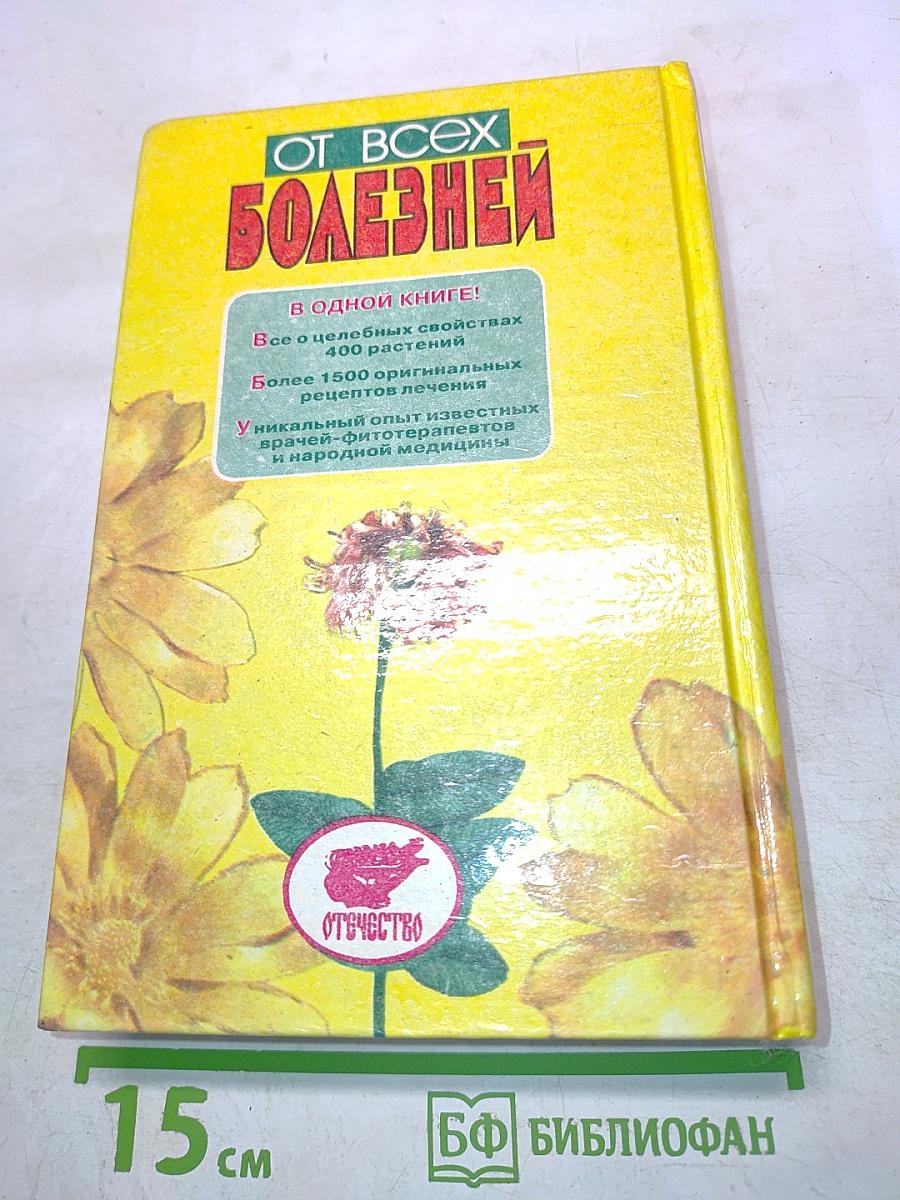 ОТ ВСЕХ
БОЛЕЗНЕЙ
В ОДНОЙ КНИГЕ!
Все о целебных свойствах
400 растений
Более 1500 оригинальных
рецептов лечения
Уникальный опыт известных
врачей-фитотерапевтов
и народной медицины
ОТЕЧЕСТВО
15 см
БФ БИБЛИОФАН